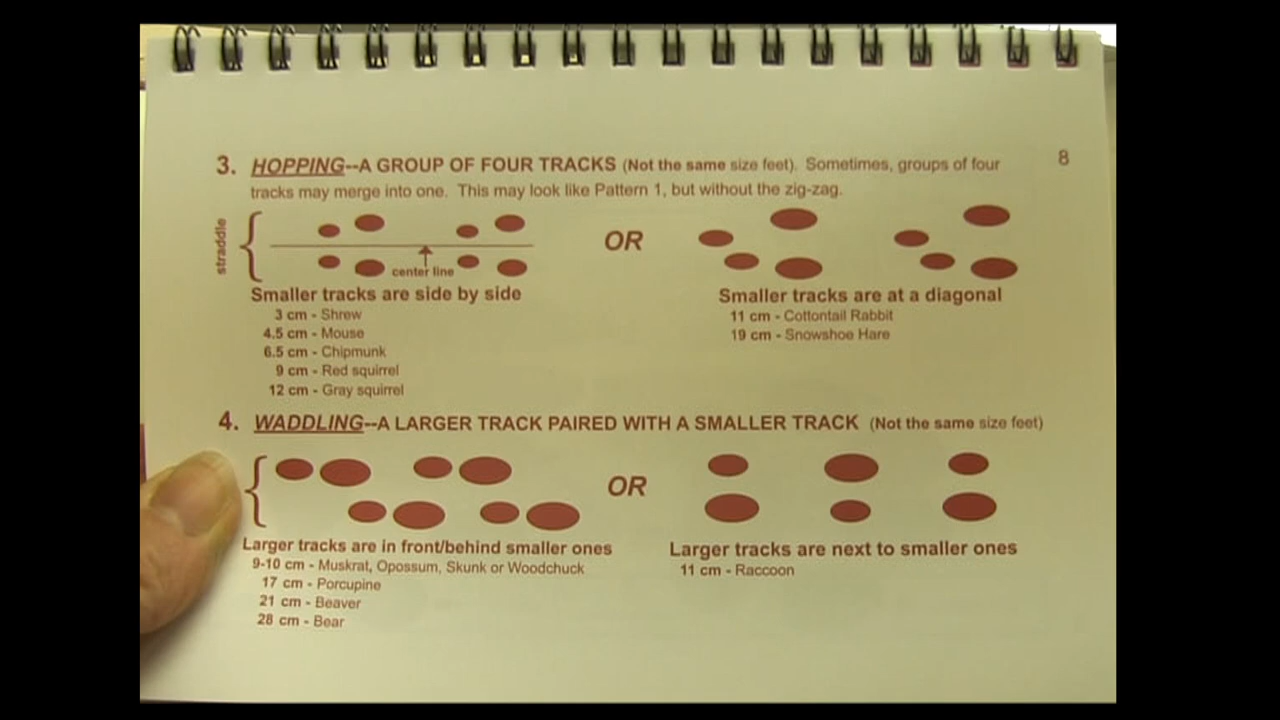 8
3. HOPPING--A GROUP OF FOUR TRACKS (Not the same size feet). Sometimes, groups of four
tracks may merge into one. This may look like Pattern 1, but without the zig-zag.
straddle
center line
OR
Smaller tracks are side by side
3 cm - Shrew
4.5 cm - Mouse
6.5 cm - Chipmunk
9 cm - Red squirrel
12 cm - Gray squirrel
Smaller tracks are at a diagonal
11 cm - Cottontail Rabbit
19 cm - Snowshoe Hare
4. WADDLING--A LARGER TRACK PAIRED WITH A SMALLER TRACK (Not the same size feet)
OR
Larger tracks are in front/behind smaller ones
9-10 cm - Muskrat, Opossum, Skunk or Woodchuck
17 cm - Porcupine
21 cm - Beaver
28 cm - Bear
Larger tracks are next to smaller ones
11 cm - Raccoon